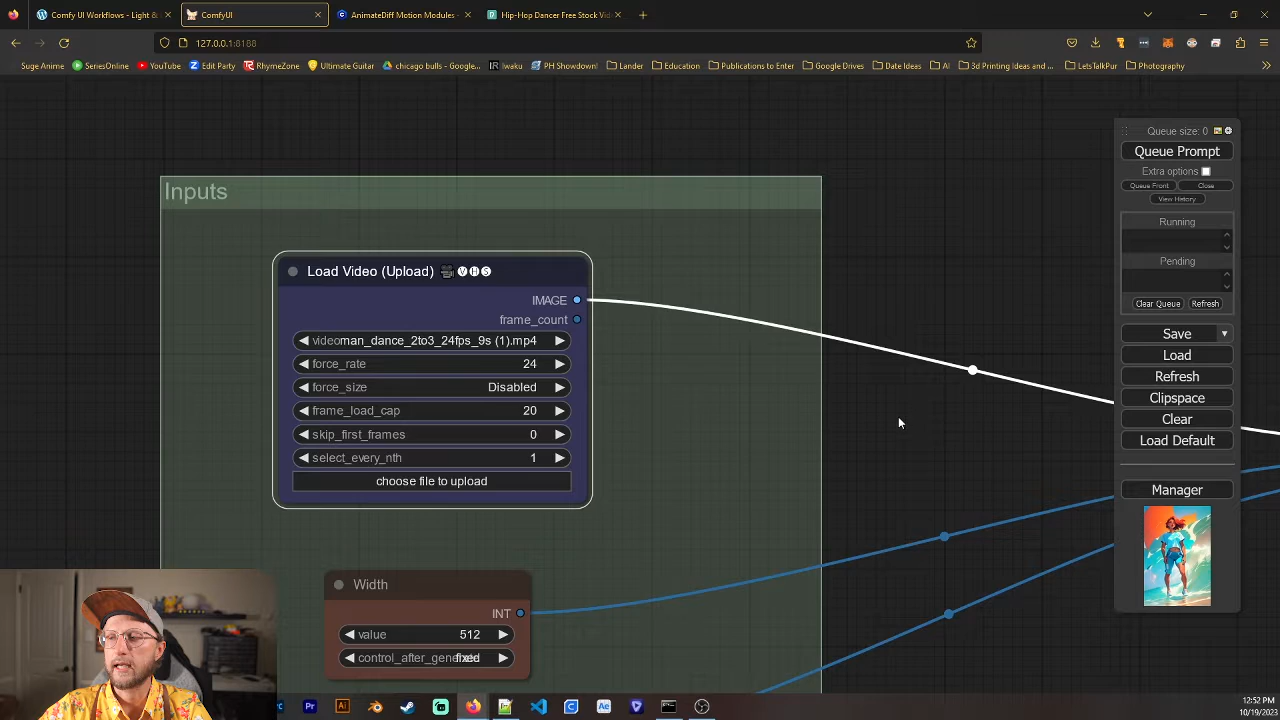 Comfy UI Workflows - Light &
ComfyUI
AnimateDiff Motion Modules -
Hip-Hop Dancer Free Stock Vid
127.0.0.1:8188
Suge Anime
SeriesOnline
YouTube
Edit Party
RhymeZone
Ultimate Guitar
chicago bulls - Google...
Iwaku
PH Showdown!
Lander
Education
Publications to Enter
Google Drives
Date Ideas
AI
3d Printing Ideas and ...
LetsTalkPur
Photography
Queue size: 0
Queue Prompt
Extra options
Queue Front
Close
View History
Running
Pending
Clear Queue
Refresh
Save
Load
Refresh
Clipspace
Clear
Load Default
Manager
Inputs
Load Video (Upload) VHS
IMAGE
frame_count
video man_dance_2to3_24fps_v6 (1).mp4
force_rate 24
force_size Disabled
frame_load_cap 20
skip_first_frames 0
select_every_nth 1
choose file to upload
Width
INT
value 512
fixed
12:52 PM
10/19/2023